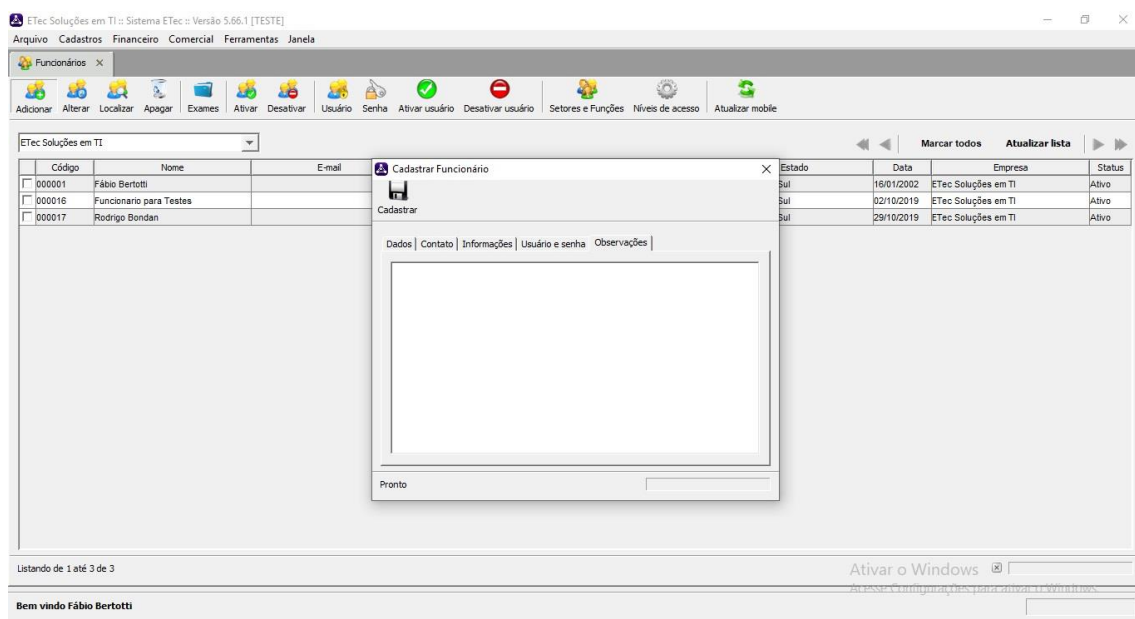 ETec Soluções em TI :: Sistema ETec :: Versão 5.66.1 [TESTE]
Arquivo Cadastros Financeiro Comercial Ferramentas Janela
Funcionários
Adicionar Alterar Localizar Apagar Exames Ativar Desativar Usuário Senha Ativar usuário Desativar usuário Setores e Funções Níveis de acesso Atualizar mobile
ETec Soluções em TI Marcar todos Atualizar lista
Código Nome E-mail Estado Data Empresa Status
000001 Fábio Bertotti Sul 16/01/2002 ETec Soluções em TI Ativo
000016 Funcionario para Testes Sul 02/10/2019 ETec Soluções em TI Ativo
000017 Rodrigo Bondan Sul 29/10/2019 ETec Soluções em TI Ativo
Cadastrar Funcionário
Cadastrar
Dados Contato Informações Usuário e senha Observações
Pronto
Listando de 1 até 3 de 3
Ativar o Windows
Acesse Configurações para ativar o Windows.
Bem vindo Fábio Bertotti